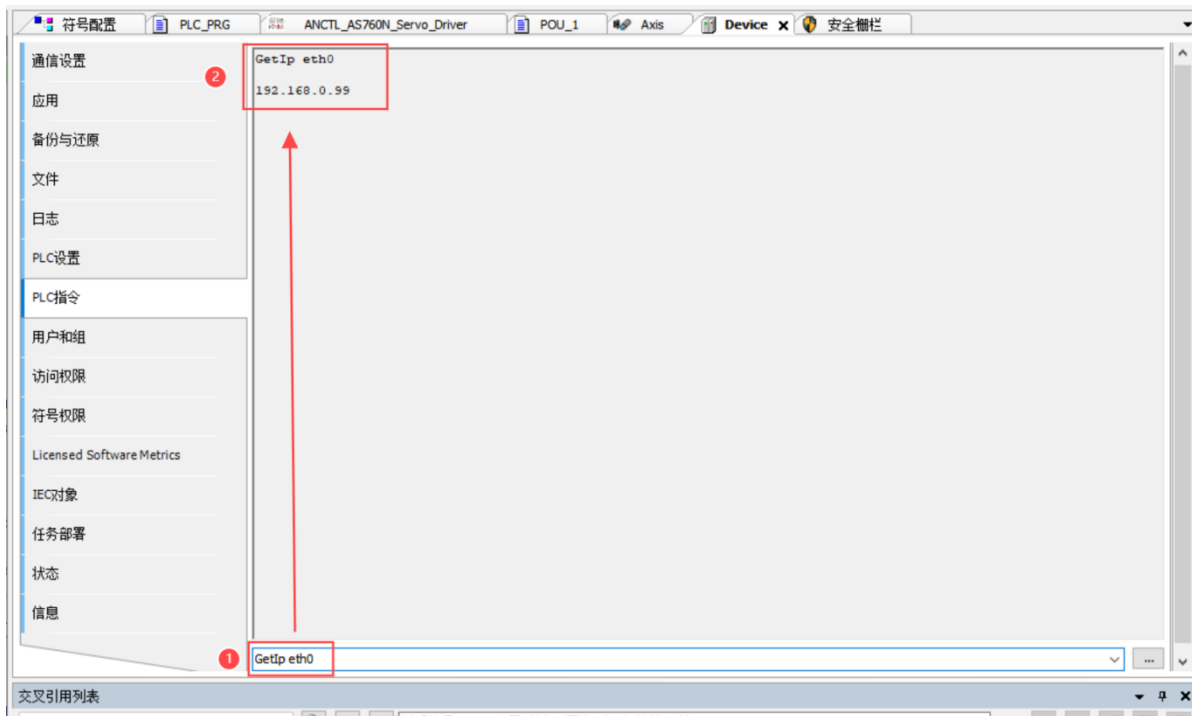 符号配置 PLC_PRG ANCTL_AS760N_Servo_Driver POU_1 Axis Device 安全栅栏
通信设置
应用
备份与还原
文件
日志
PLC设置
PLC指令
用户和组
访问权限
符号权限
Licensed Software Metrics
IEC对象
任务部署
状态
信息
2
GetIp eth0
192.168.0.99
1
GetIp eth0
...
交叉引用列表